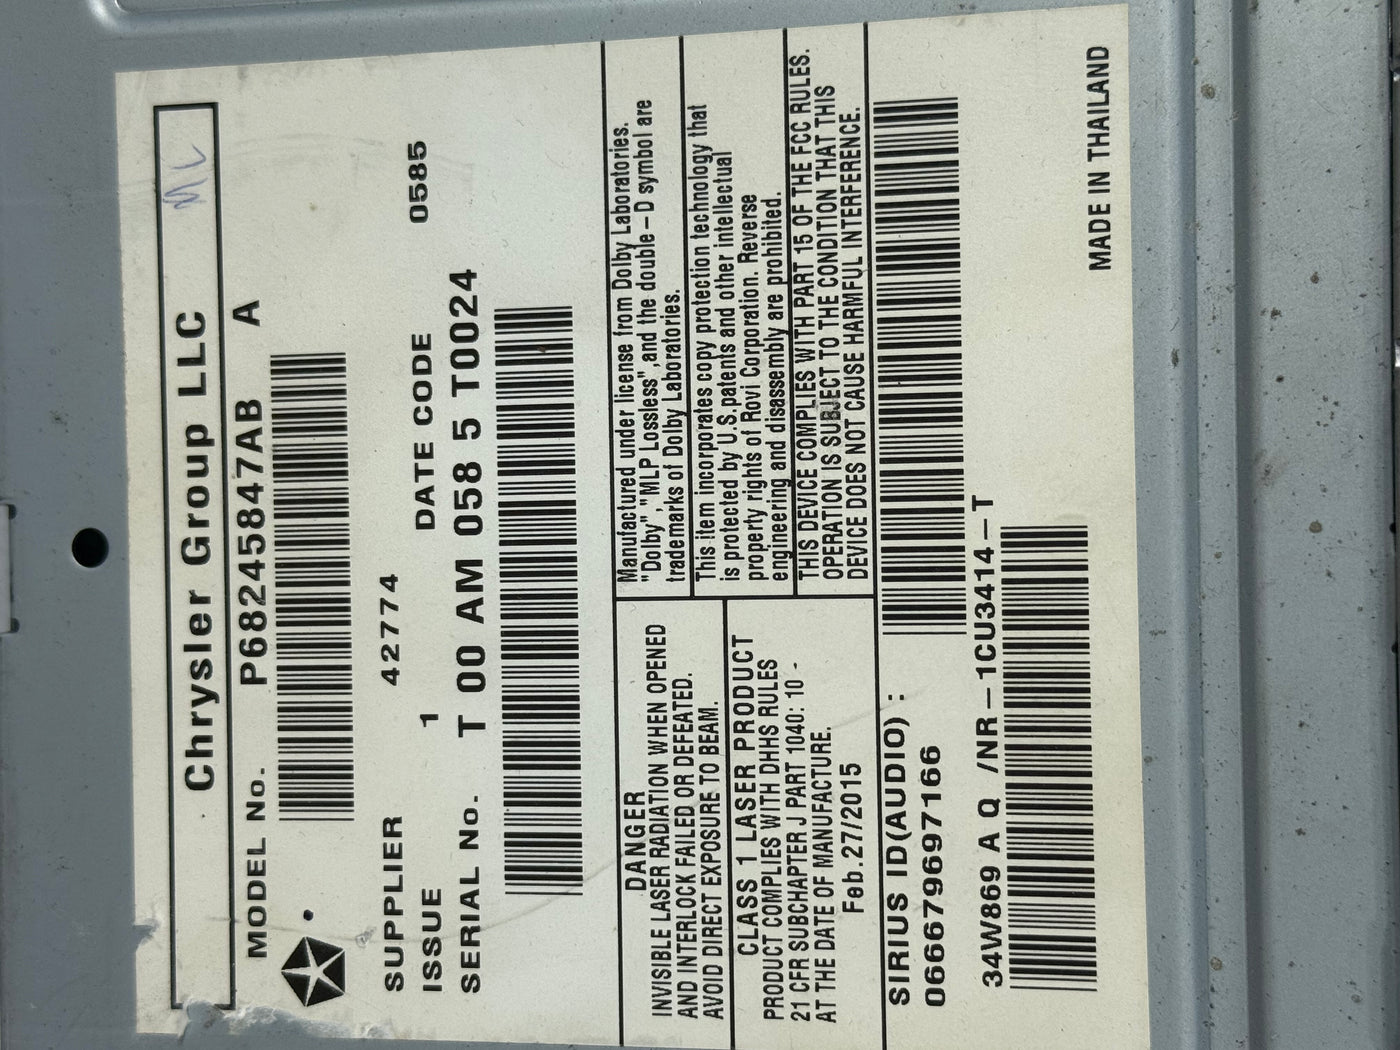 Chrysler Group LLC
MODEL No. P68245847AB A
SUPPLIER 42774
ISSUE 1 DATE CODE 0585
SERIAL No. T 00 AM 058 5 T0024
DANGER
INVISIBLE LASER RADIATION WHEN OPENED
AND INTERLOCK FAILED OR DEFEATED.
AVOID DIRECT EXPOSURE TO BEAM.
CLASS 1 LASER PRODUCT
PRODUCT COMPLIES WITH DHHS RULES
21 CFR SUBCHAPTER J PART 1040: 10 -
AT THE DATE OF MANUFACTURE.
Feb.27/2015
Manufactured under license from Dolby Laboratories.
"Dolby","MLP Lossless",and the double-D symbol are
trademarks of Dolby Laboratories.
This item incorporates copy protection technology that
is protected by U.S.patents and other intellectual
property rights of Rovi Corporation. Reverse
engineering and disassembly are prohibited.
THIS DEVICE COMPLIES WITH PART 15 OF THE FCC RULES.
OPERATION IS SUBJECT TO THE CONDITION THAT THIS
DEVICE DOES NOT CAUSE HARMFUL INTERFERENCE.
SIRIUS ID(AUDIO) :
066679697166
34W869 A Q /NR-1CU3414-T
MADE IN THAILAND